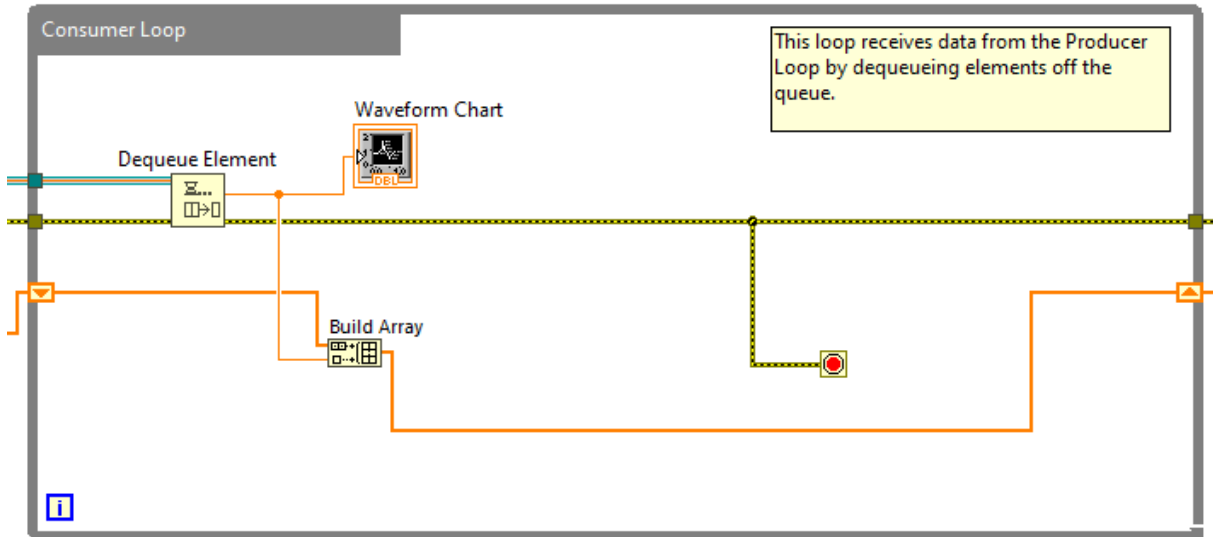 Consumer Loop
This loop receives data from the Producer
Loop by dequeueing elements off the
queue.
Waveform Chart
Dequeue Element
DBL
Build Array
i